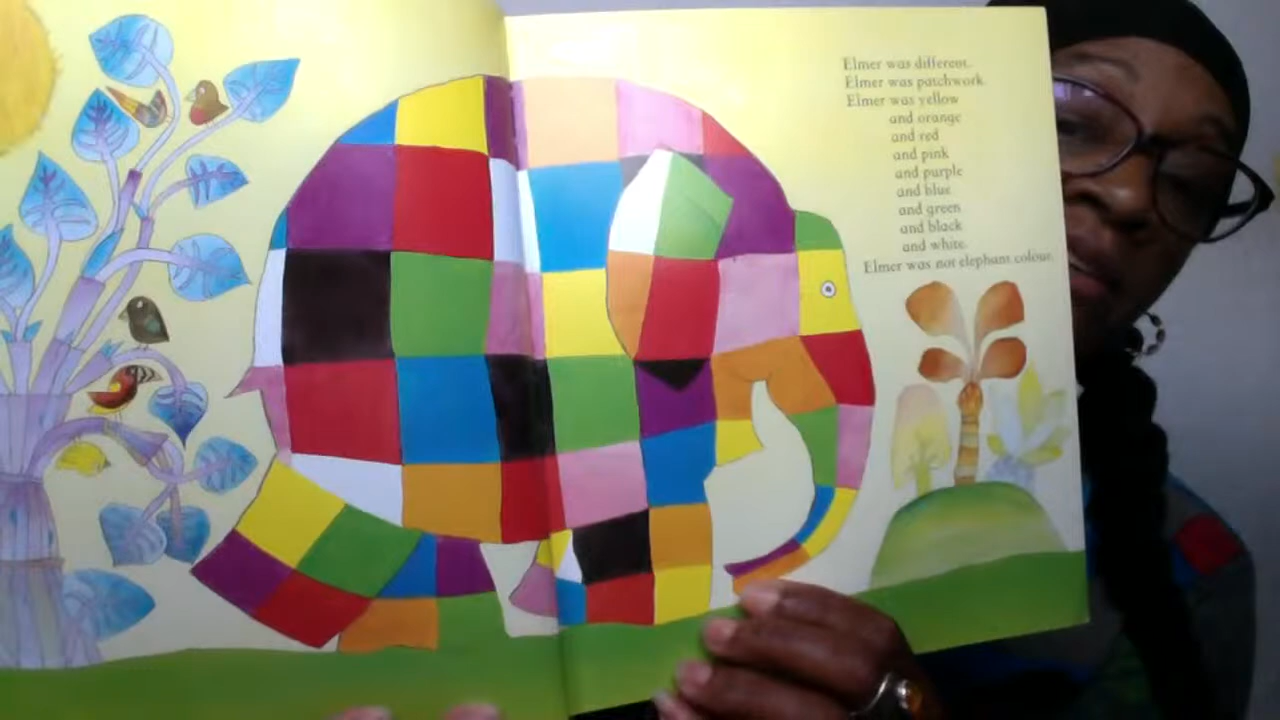 Elmer was different.
Elmer was patchwork.
Elmer was yellow
and orange
and red
and pink
and purple
and blue
and green
and black
and white.
Elmer was not elephant colour.